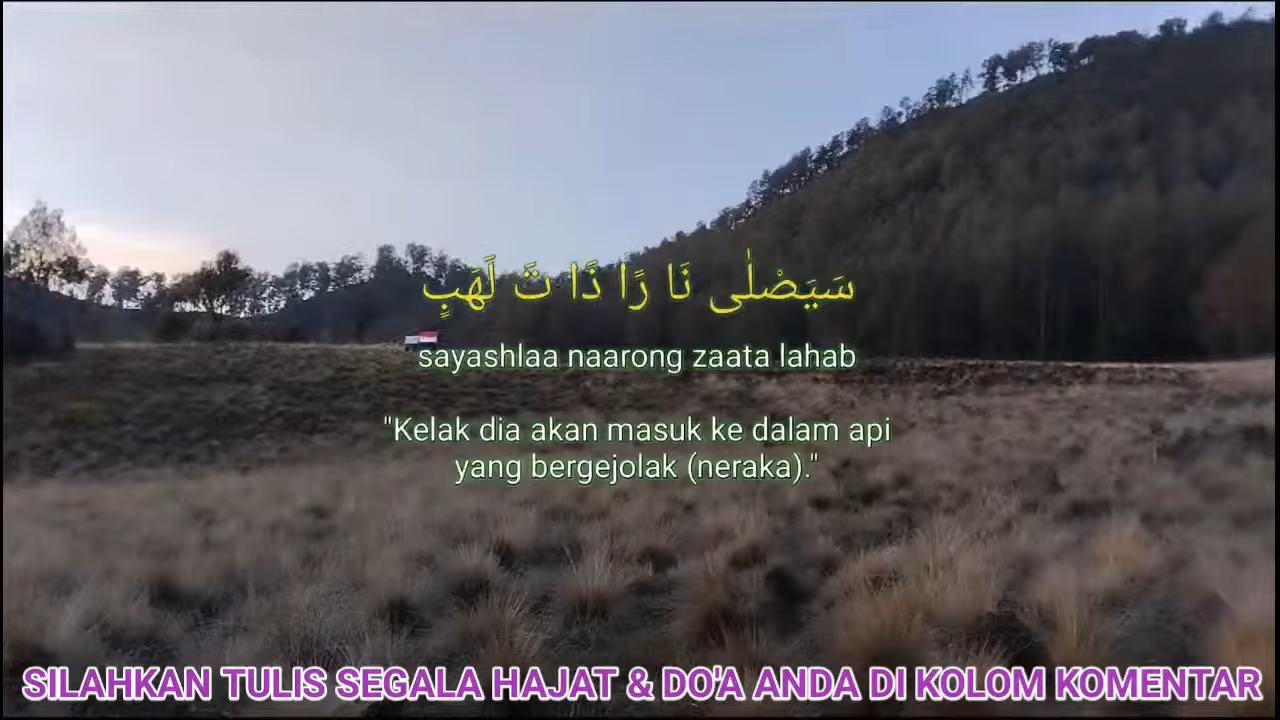 سَيَصْلٰى نَا رًا ذَا تَ لَهَبٍ
sayashlaa naarong zaata lahab
"Kelak dia akan masuk ke dalam api
yang bergejolak (neraka)."
SILAHKAN TULIS SEGALA HAJAT & DO'A ANDA DI KOLOM KOMENTAR